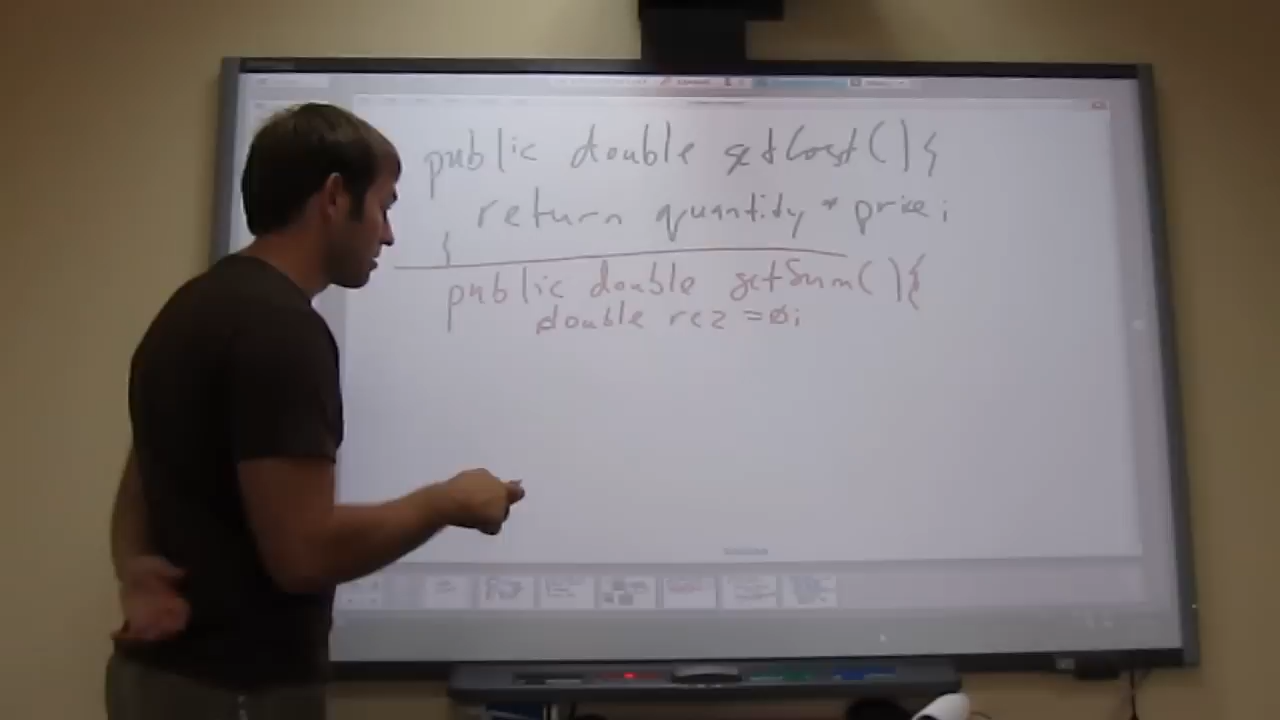 public double getCost(){
return quantity * price;
}
public double getSum(){
double rez =0;